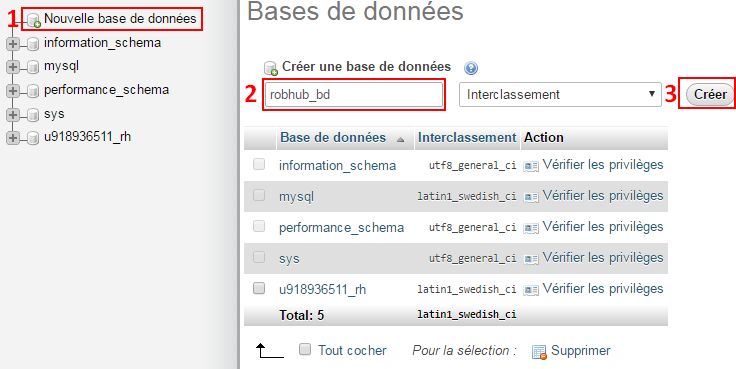 1 Nouvelle base de données
information_schema
mysql
performance_schema
sys
u918936511_rh
Bases de données
Créer une base de données
2 robhub_bd Interclassement 3 Créer
Base de données Interclassement Action
information_schema utf8_general_ci Vérifier les privilèges
mysql latin1_swedish_ci Vérifier les privilèges
performance_schema utf8_general_ci Vérifier les privilèges
sys utf8_general_ci Vérifier les privilèges
u918936511_rh latin1_swedish_ci Vérifier les privilèges
Total: 5 latin1_swedish_ci
Tout cocher Pour la sélection : Supprimer